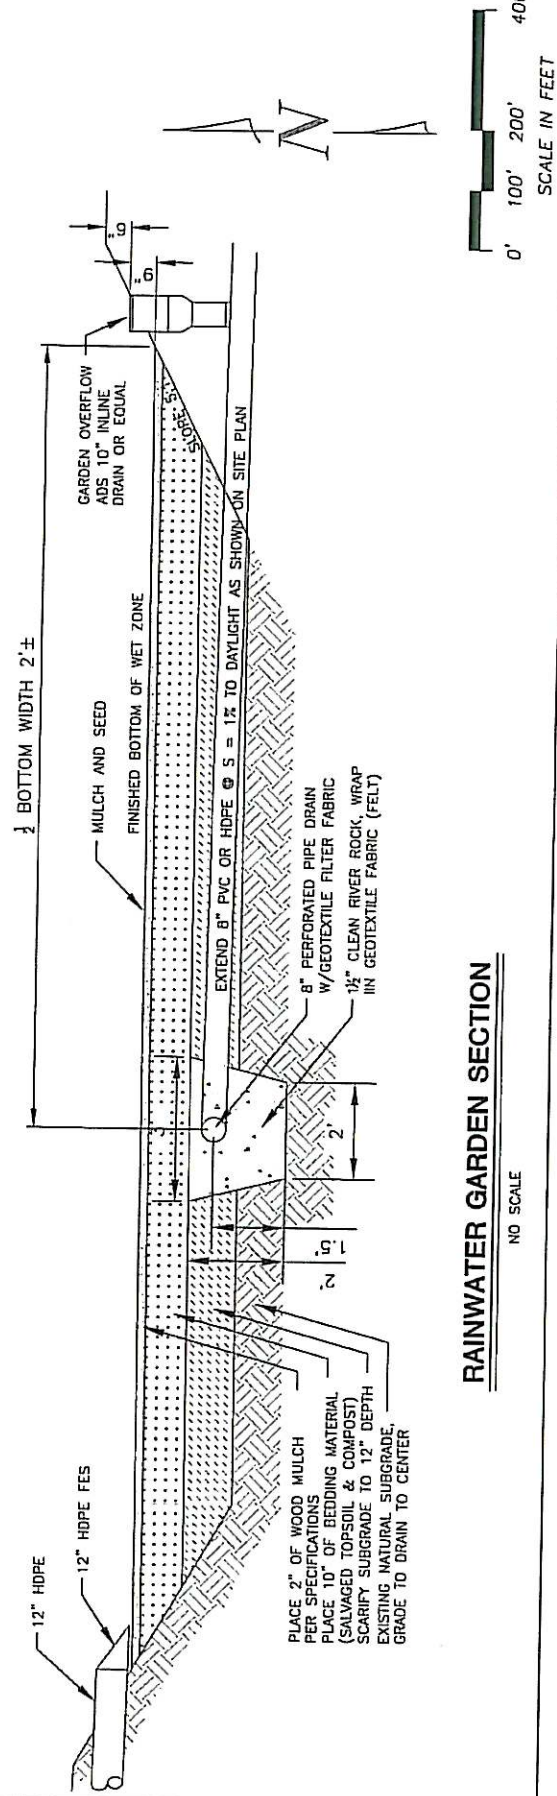 12" HDPE
12" HDPE FES
½ BOTTOM WIDTH 2'±
MULCH AND SEED
FINISHED BOTTOM OF WET ZONE
GARDEN OVERFLOW
ADS 10" INLINE
DRAIN OR EQUAL
6"
6"
SLOPE 5:1
EXTEND 8" PVC OR HDPE @ S = 1% TO DAYLIGHT AS SHOWN ON SITE PLAN
3'
2'
1.5'
2'
8" PERFORATED PIPE DRAIN
W/GEOTEXTILE FILTER FABRIC
1½" CLEAN RIVER ROCK, WRAP
IIN GEOTEXTILE FABRIC (FELT)
PLACE 2" OF WOOD MULCH
PER SPECIFICATIONS
PLACE 10" OF BEDDING MATERIAL
(SALVAGED TOPSOIL & COMPOST)
SCARIFY SUBGRADE TO 12" DEPTH
EXISTING NATURAL SUBGRADE,
GRADE TO DRAIN TO CENTER
RAINWATER GARDEN SECTION
NO SCALE
N
0' 100' 200' 400
SCALE IN FEET